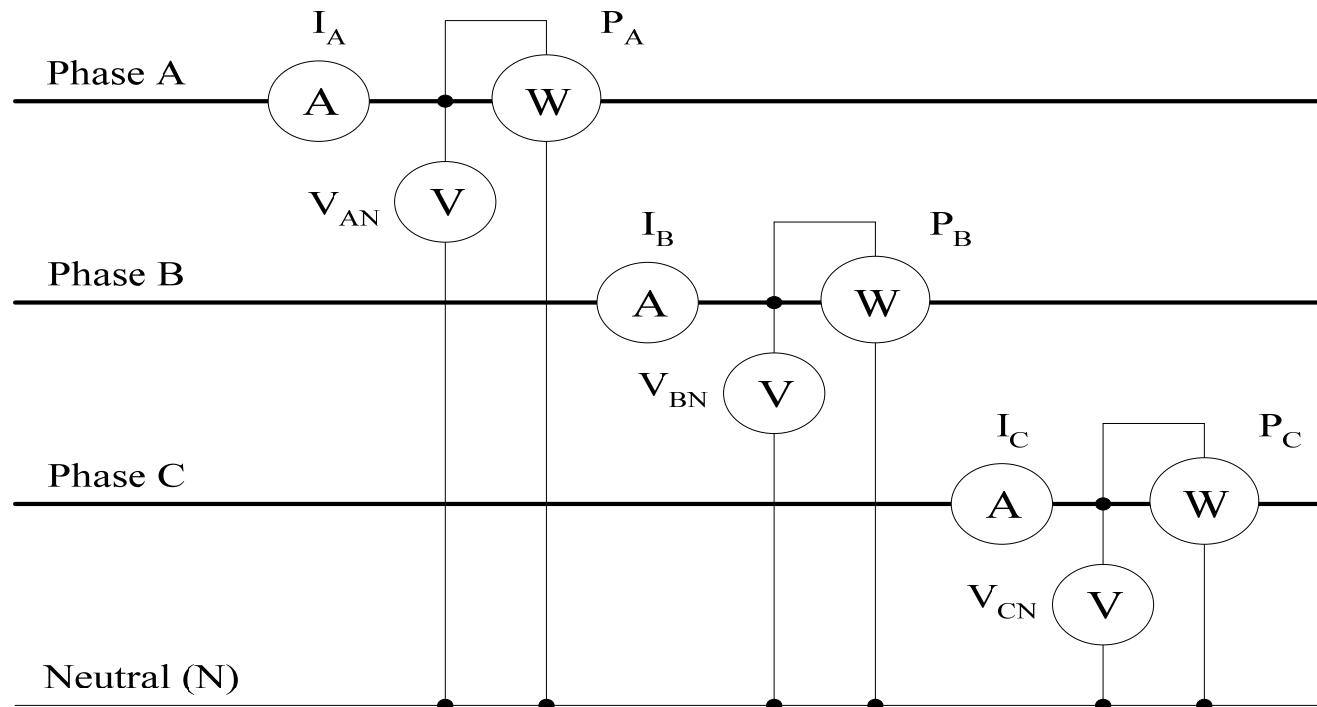 I_A P_A
Phase A
A W
V_AN V
I_B P_B
Phase B
A W
V_BN V
I_C P_C
Phase C
A W
V_CN V
Neutral (N)